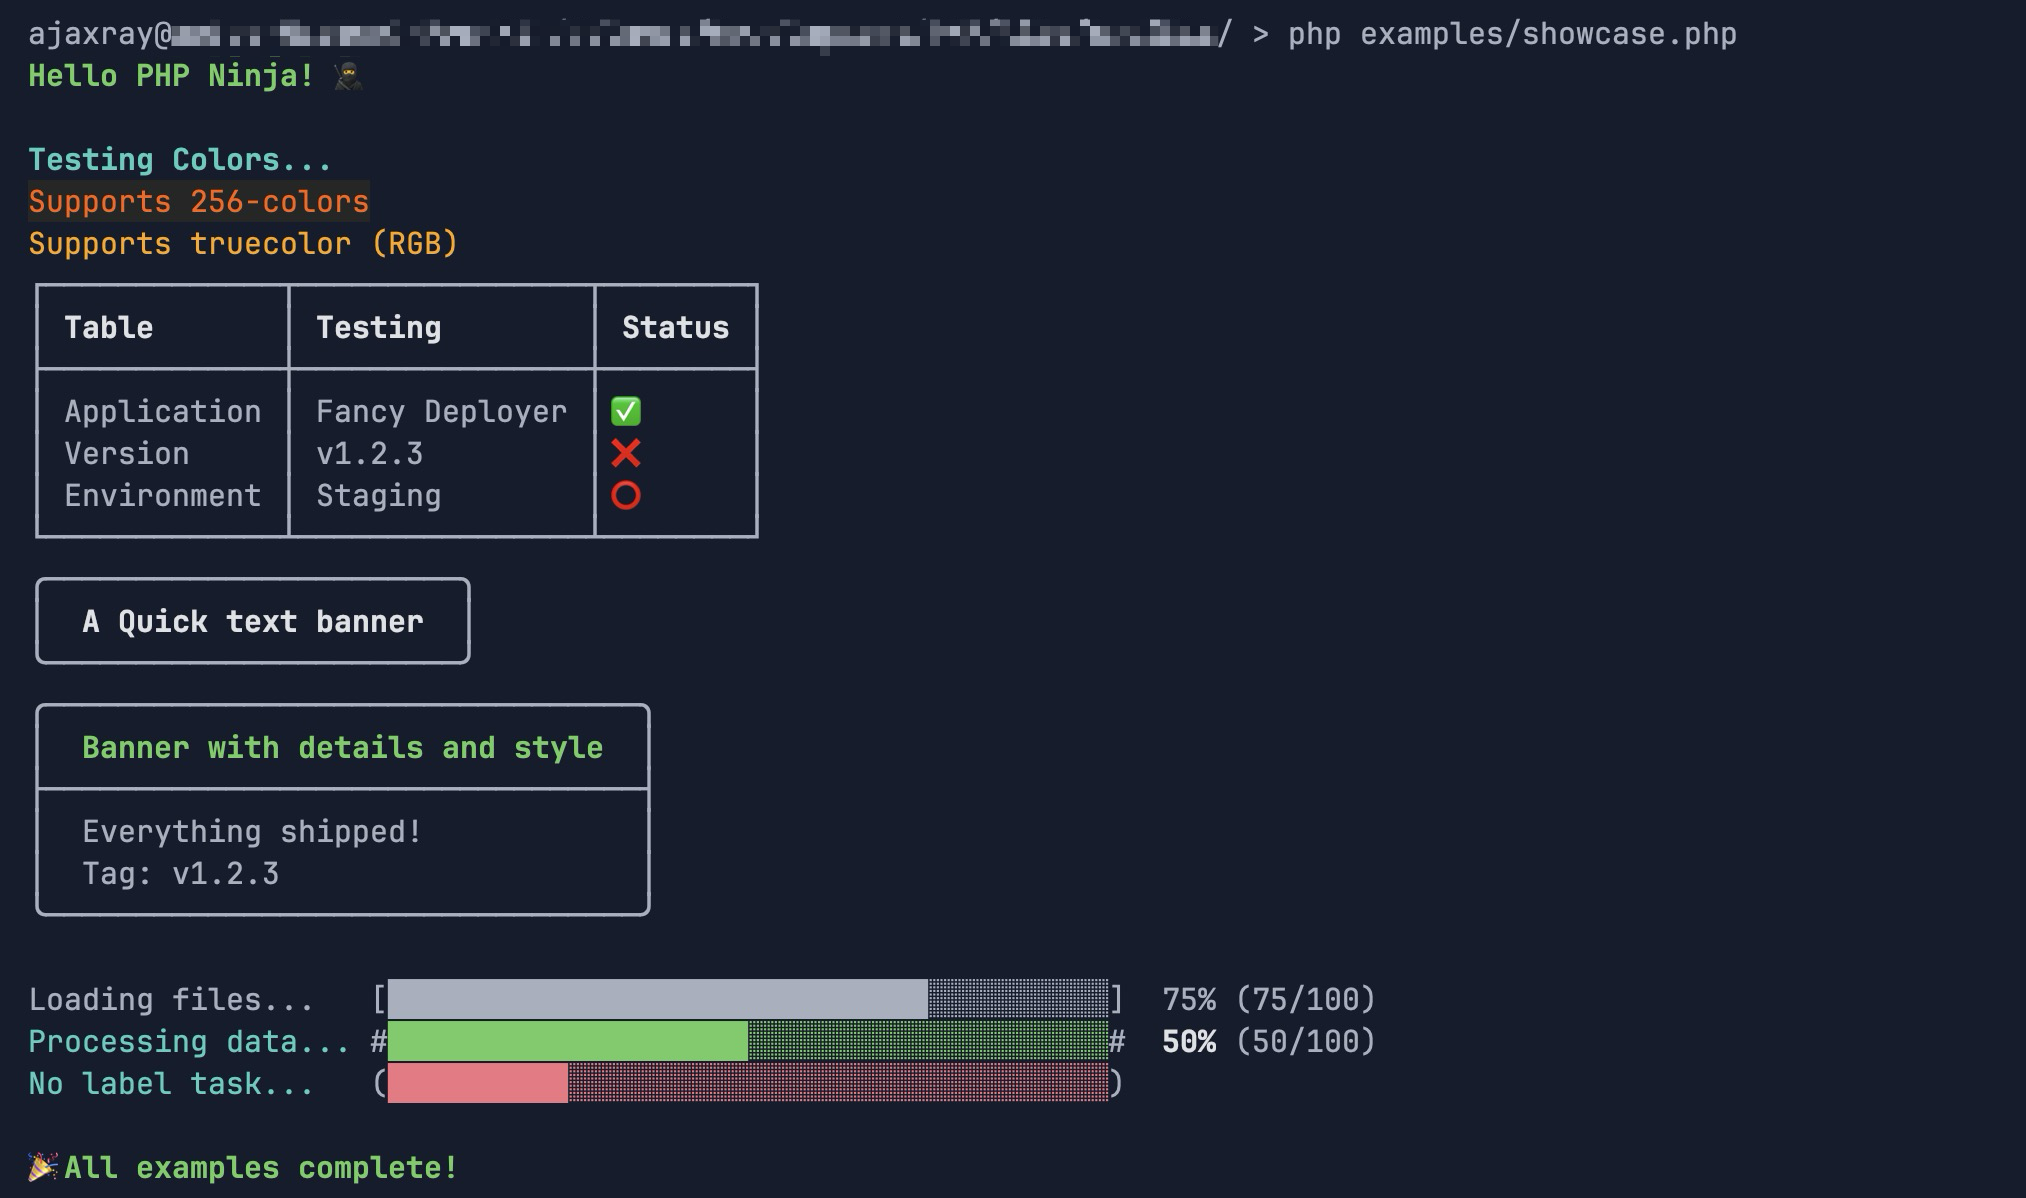 ajaxray@ / > php examples/showcase.php
Hello PHP Ninja! 🥷
Testing Colors...
Supports 256-colors
Supports truecolor (RGB)
Table Testing Status
Application Fancy Deployer ✅
Version v1.2.3 ❌
Environment Staging ⭕
A Quick text banner
Banner with details and style
Everything shipped!
Tag: v1.2.3
Loading files... [] 75% (75/100)
Processing data... ## 50% (50/100)
No label task... ()
🎉All examples complete!